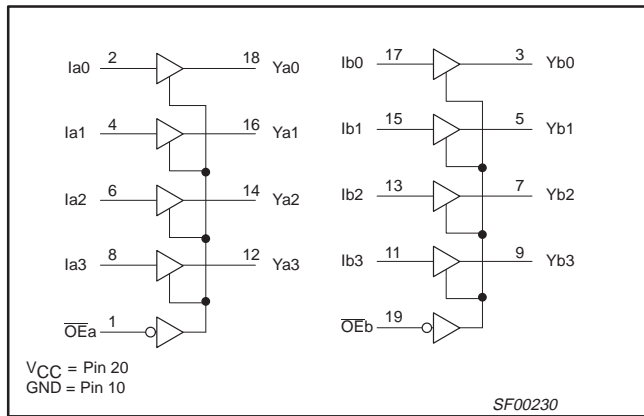 Ia0 2 18 Ya0
Ia1 4 16 Ya1
Ia2 6 14 Ya2
Ia3 8 12 Ya3
O̅E̅a 1
Ib0 17 3 Yb0
Ib1 15 5 Yb1
Ib2 13 7 Yb2
Ib3 11 9 Yb3
O̅E̅b 19
VCC = Pin 20
GND = Pin 10
SF00230